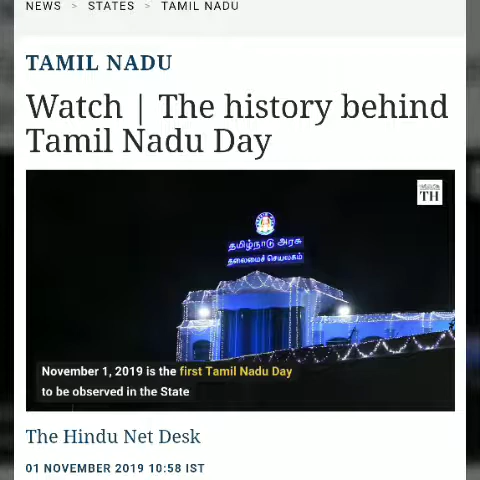 NEWS > STATES > TAMIL NADU
TAMIL NADU
Watch | The history behind
Tamil Nadu Day
TH
தமிழ்நாடு அரசு
தலைமைச் செயலகம்
November 1, 2019 is the first Tamil Nadu Day
to be observed in the State
The Hindu Net Desk
01 NOVEMBER 2019 10:58 IST